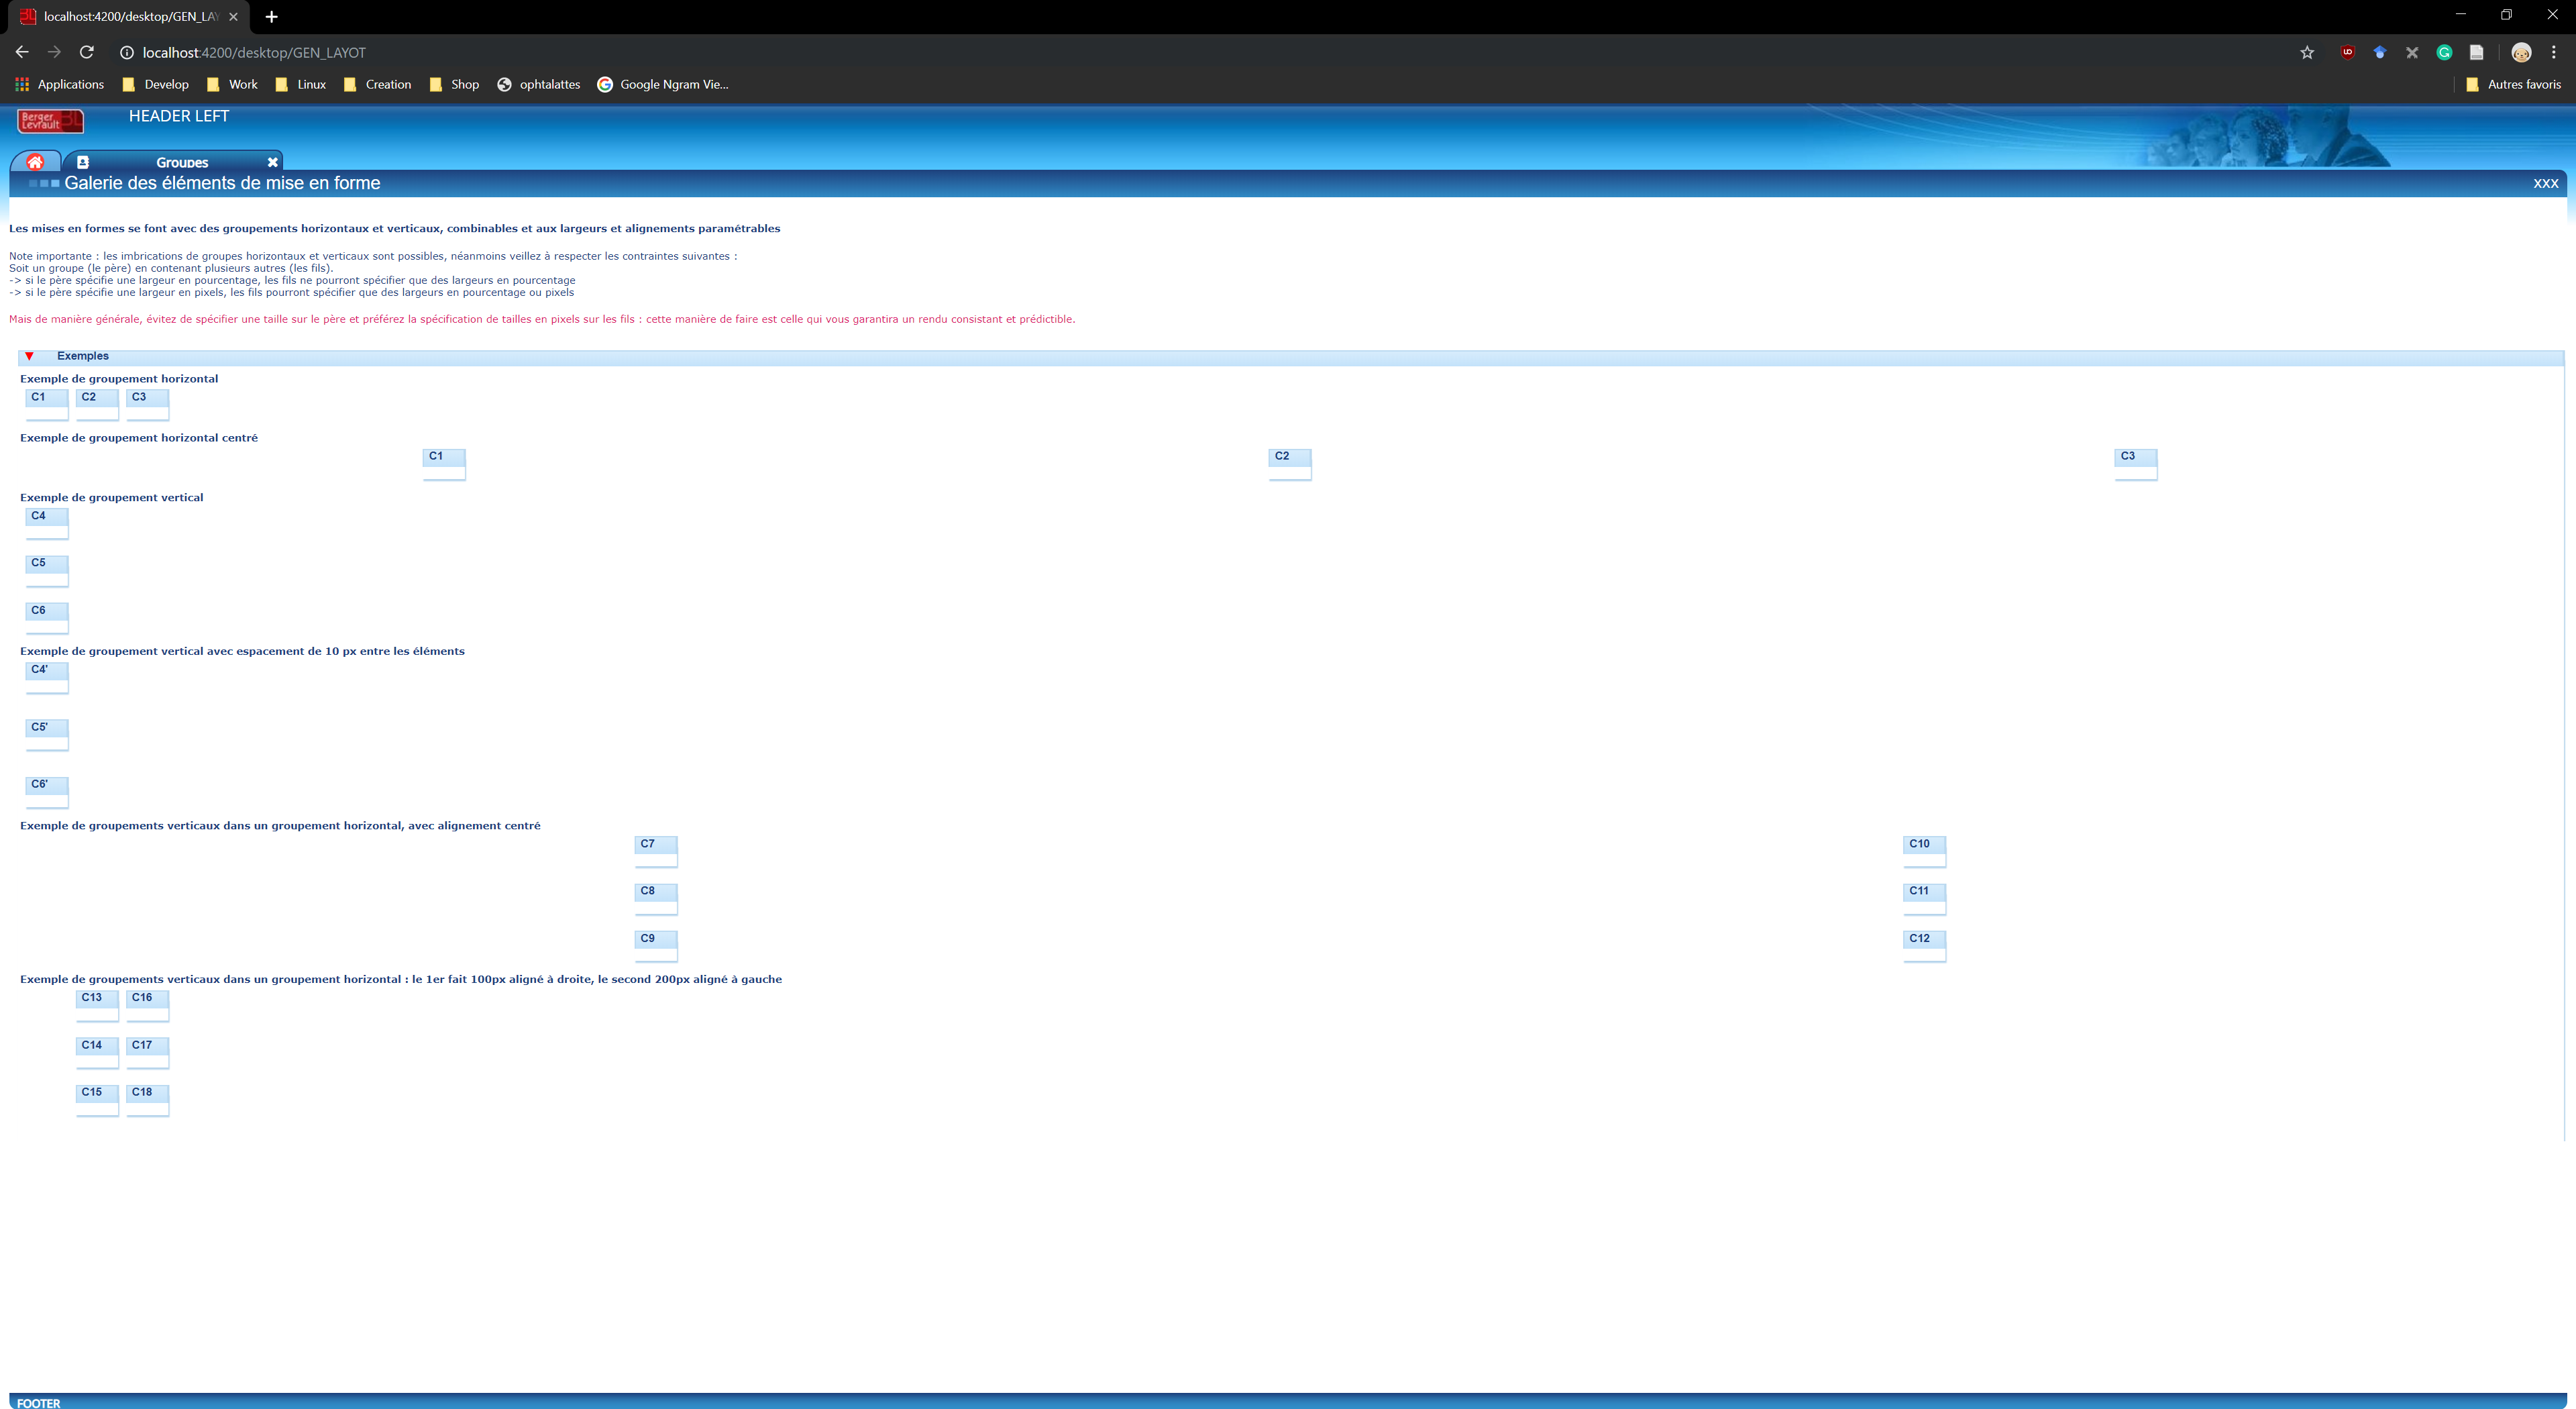 localhost:4200/desktop/GEN_LAY
localhost:4200/desktop/GEN_LAYOT
Applications Develop Work Linux Creation Shop ophtalattes Google Ngram Vie... Autres favoris
Berger Levrault BL HEADER LEFT
Groupes
Galerie des éléments de mise en forme XXX
Les mises en formes se font avec des groupements horizontaux et verticaux, combinables et aux largeurs et alignements paramétrables
Note importante : les imbrications de groupes horizontaux et verticaux sont possibles, néanmoins veillez à respecter les contraintes suivantes :
Soit un groupe (le père) en contenant plusieurs autres (les fils).
-> si le père spécifie une largeur en pourcentage, les fils ne pourront spécifier que des largeurs en pourcentage
-> si le père spécifie une largeur en pixels, les fils pourront spécifier que des largeurs en pourcentage ou pixels
Mais de manière générale, évitez de spécifier une taille sur le père et préférez la spécification de tailles en pixels sur les fils : cette manière de faire est celle qui vous garantira un rendu consistant et prédictible.
Exemples
Exemple de groupement horizontal
C1 C2 C3
Exemple de groupement horizontal centré
C1 C2 C3
Exemple de groupement vertical
C4
C5
C6
Exemple de groupement vertical avec espacement de 10 px entre les éléments
C4'
C5'
C6'
Exemple de groupements verticaux dans un groupement horizontal, avec alignement centré
C7 C10
C8 C11
C9 C12
Exemple de groupements verticaux dans un groupement horizontal : le 1er fait 100px aligné à droite, le second 200px aligné à gauche
C13 C16
C14 C17
C15 C18
FOOTER